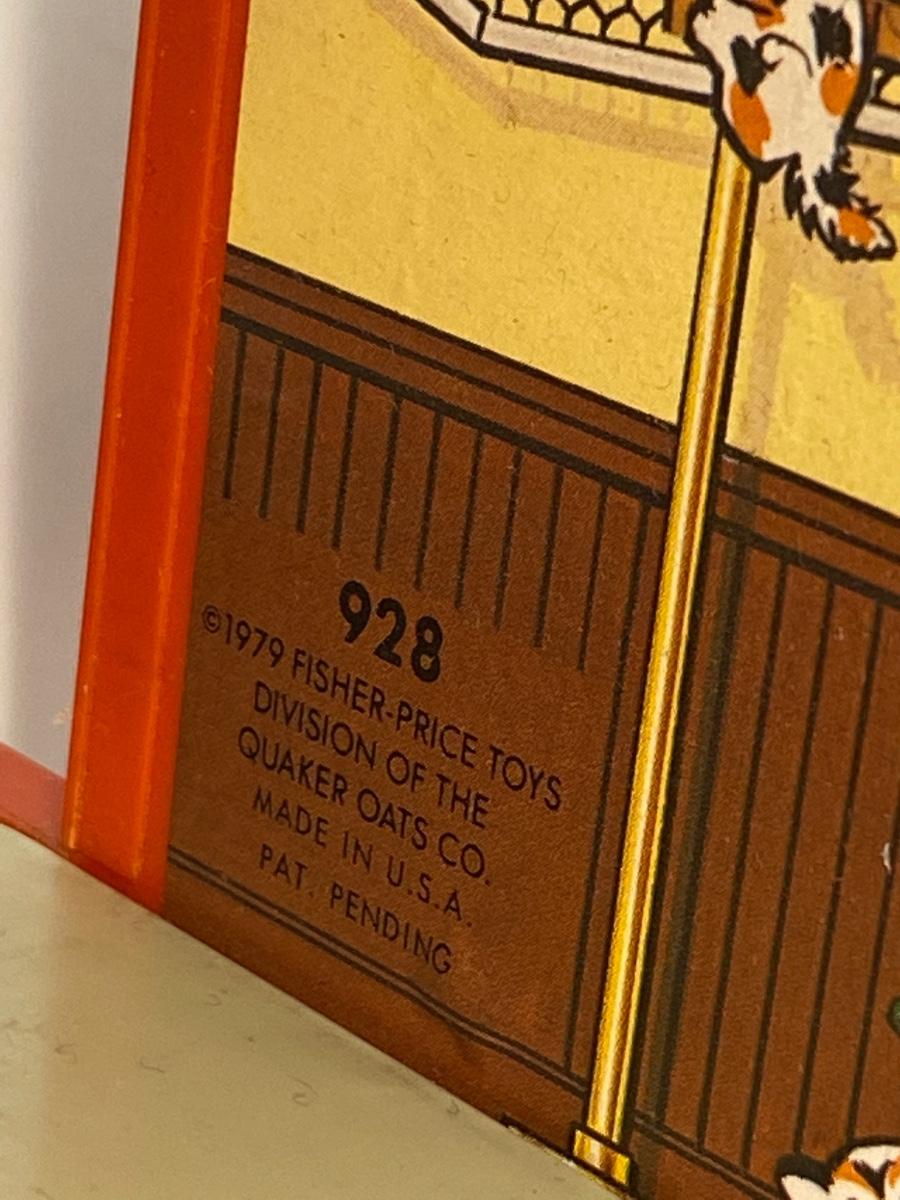 928
©1979 FISHER-PRICE TOYS
DIVISION OF THE
QUAKER OATS CO.
MADE IN U.S.A.
PAT. PENDING